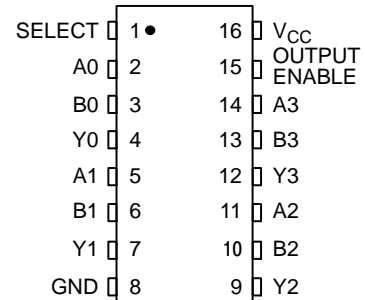 SELECT 1 16 VCC
A0 2 15 OUTPUT ENABLE
B0 3 14 A3
Y0 4 13 B3
A1 5 12 Y3
B1 6 11 A2
Y1 7 10 B2
GND 8 9 Y2